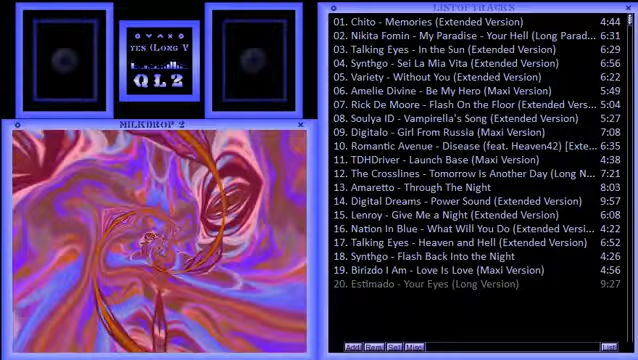 YES (LONG V
QL2
MILKDROP 2
LIST OF TRACKS
01. Chito - Memories (Extended Version) 4:44
02. Nikita Fomin - My Paradise - Your Hell (Long Parad... 6:31
03. Talking Eyes - In the Sun (Extended Version) 6:29
04. Synthgo - Sei La Mia Vita (Extended Version) 6:56
05. Variety - Without You (Extended Version) 6:22
06. Amelie Divine - Be My Hero (Maxi Version) 5:49
07. Rick De Moore - Flash On the Floor (Extended Vers... 5:04
08. Soulya ID - Vampirella's Song (Extended Version) 5:27
09. Digitalo - Girl From Russia (Maxi Version) 7:05
10. Romantic Avenue - Disease (feat. Heaven42) [Exte... 6:35
11. TDHDriver - Launch Base (Maxi Version) 4:38
12. The Crosslines - Tomorrow Is Another Day (Long N... 7:21
13. Amaretto - Through The Night 8:03
14. Digital Dreams - Power Sound (Extended Version) 9:57
15. Lenroy - Give Me a Night (Extended Version) 6:08
16. Nation In Blue - What Will You Do (Extended Versi... 4:22
17. Talking Eyes - Heaven and Hell (Extended Version) 6:52
18. Synthgo - Flash Back Into the Night 4:26
19. Birizdo I Am - Love Is Love (Maxi Version) 4:56
20. Estimado - Your Eyes (Long Version) 9:27
Add Rem Sel Misc List